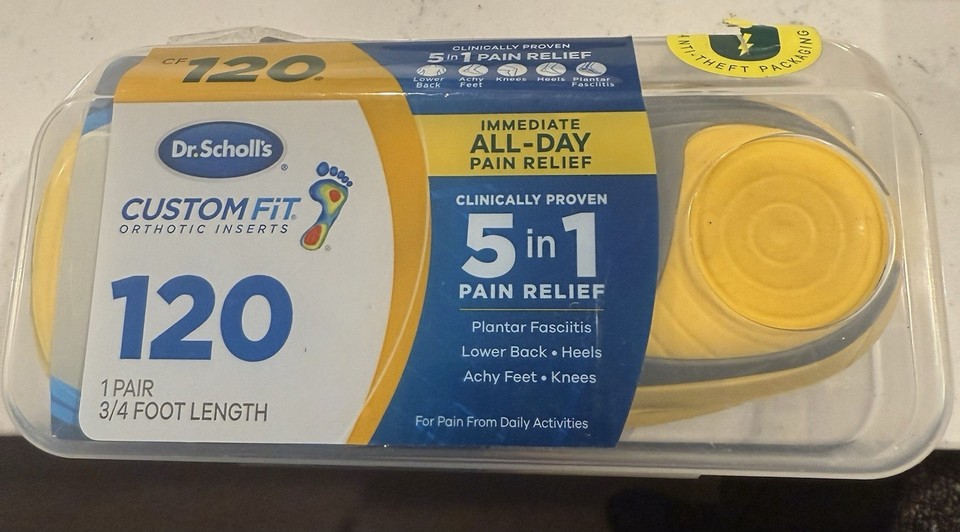 CF 120®
CLINICALLY PROVEN
5 in 1 PAIN RELIEF
Lower Back
Achy Feet
Knees
Heels
Plantar Fasciitis
ANTI-THEFT PACKAGING
Dr. Scholl's®
CUSTOM FiT®
ORTHOTIC INSERTS
120
1 PAIR
3/4 FOOT LENGTH
IMMEDIATE
ALL-DAY
PAIN RELIEF
CLINICALLY PROVEN
5 in 1
PAIN RELIEF
Plantar Fasciitis
Lower Back • Heels
Achy Feet • Knees
For Pain From Daily Activities